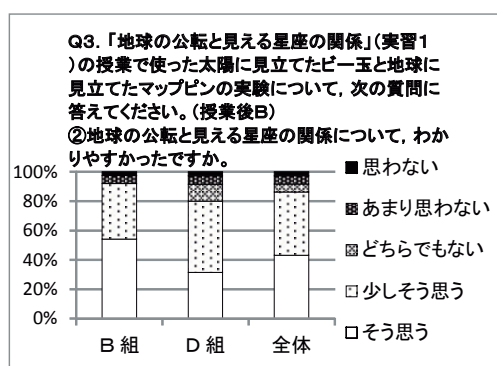 Q3．「地球の公転と見える星座の関係」（実習１
）の授業で使った太陽に見立てたビー玉と地球に
見立てたマップピンの実験について，次の質問に
答えてください。（授業後B）
②地球の公転と見える星座の関係について，わか
りやすかったですか。
100%
80%
60%
40%
20%
0%
B 組
D 組
全体
思わない
あまり思わない
どちらでもない
少しそう思う
そう思う